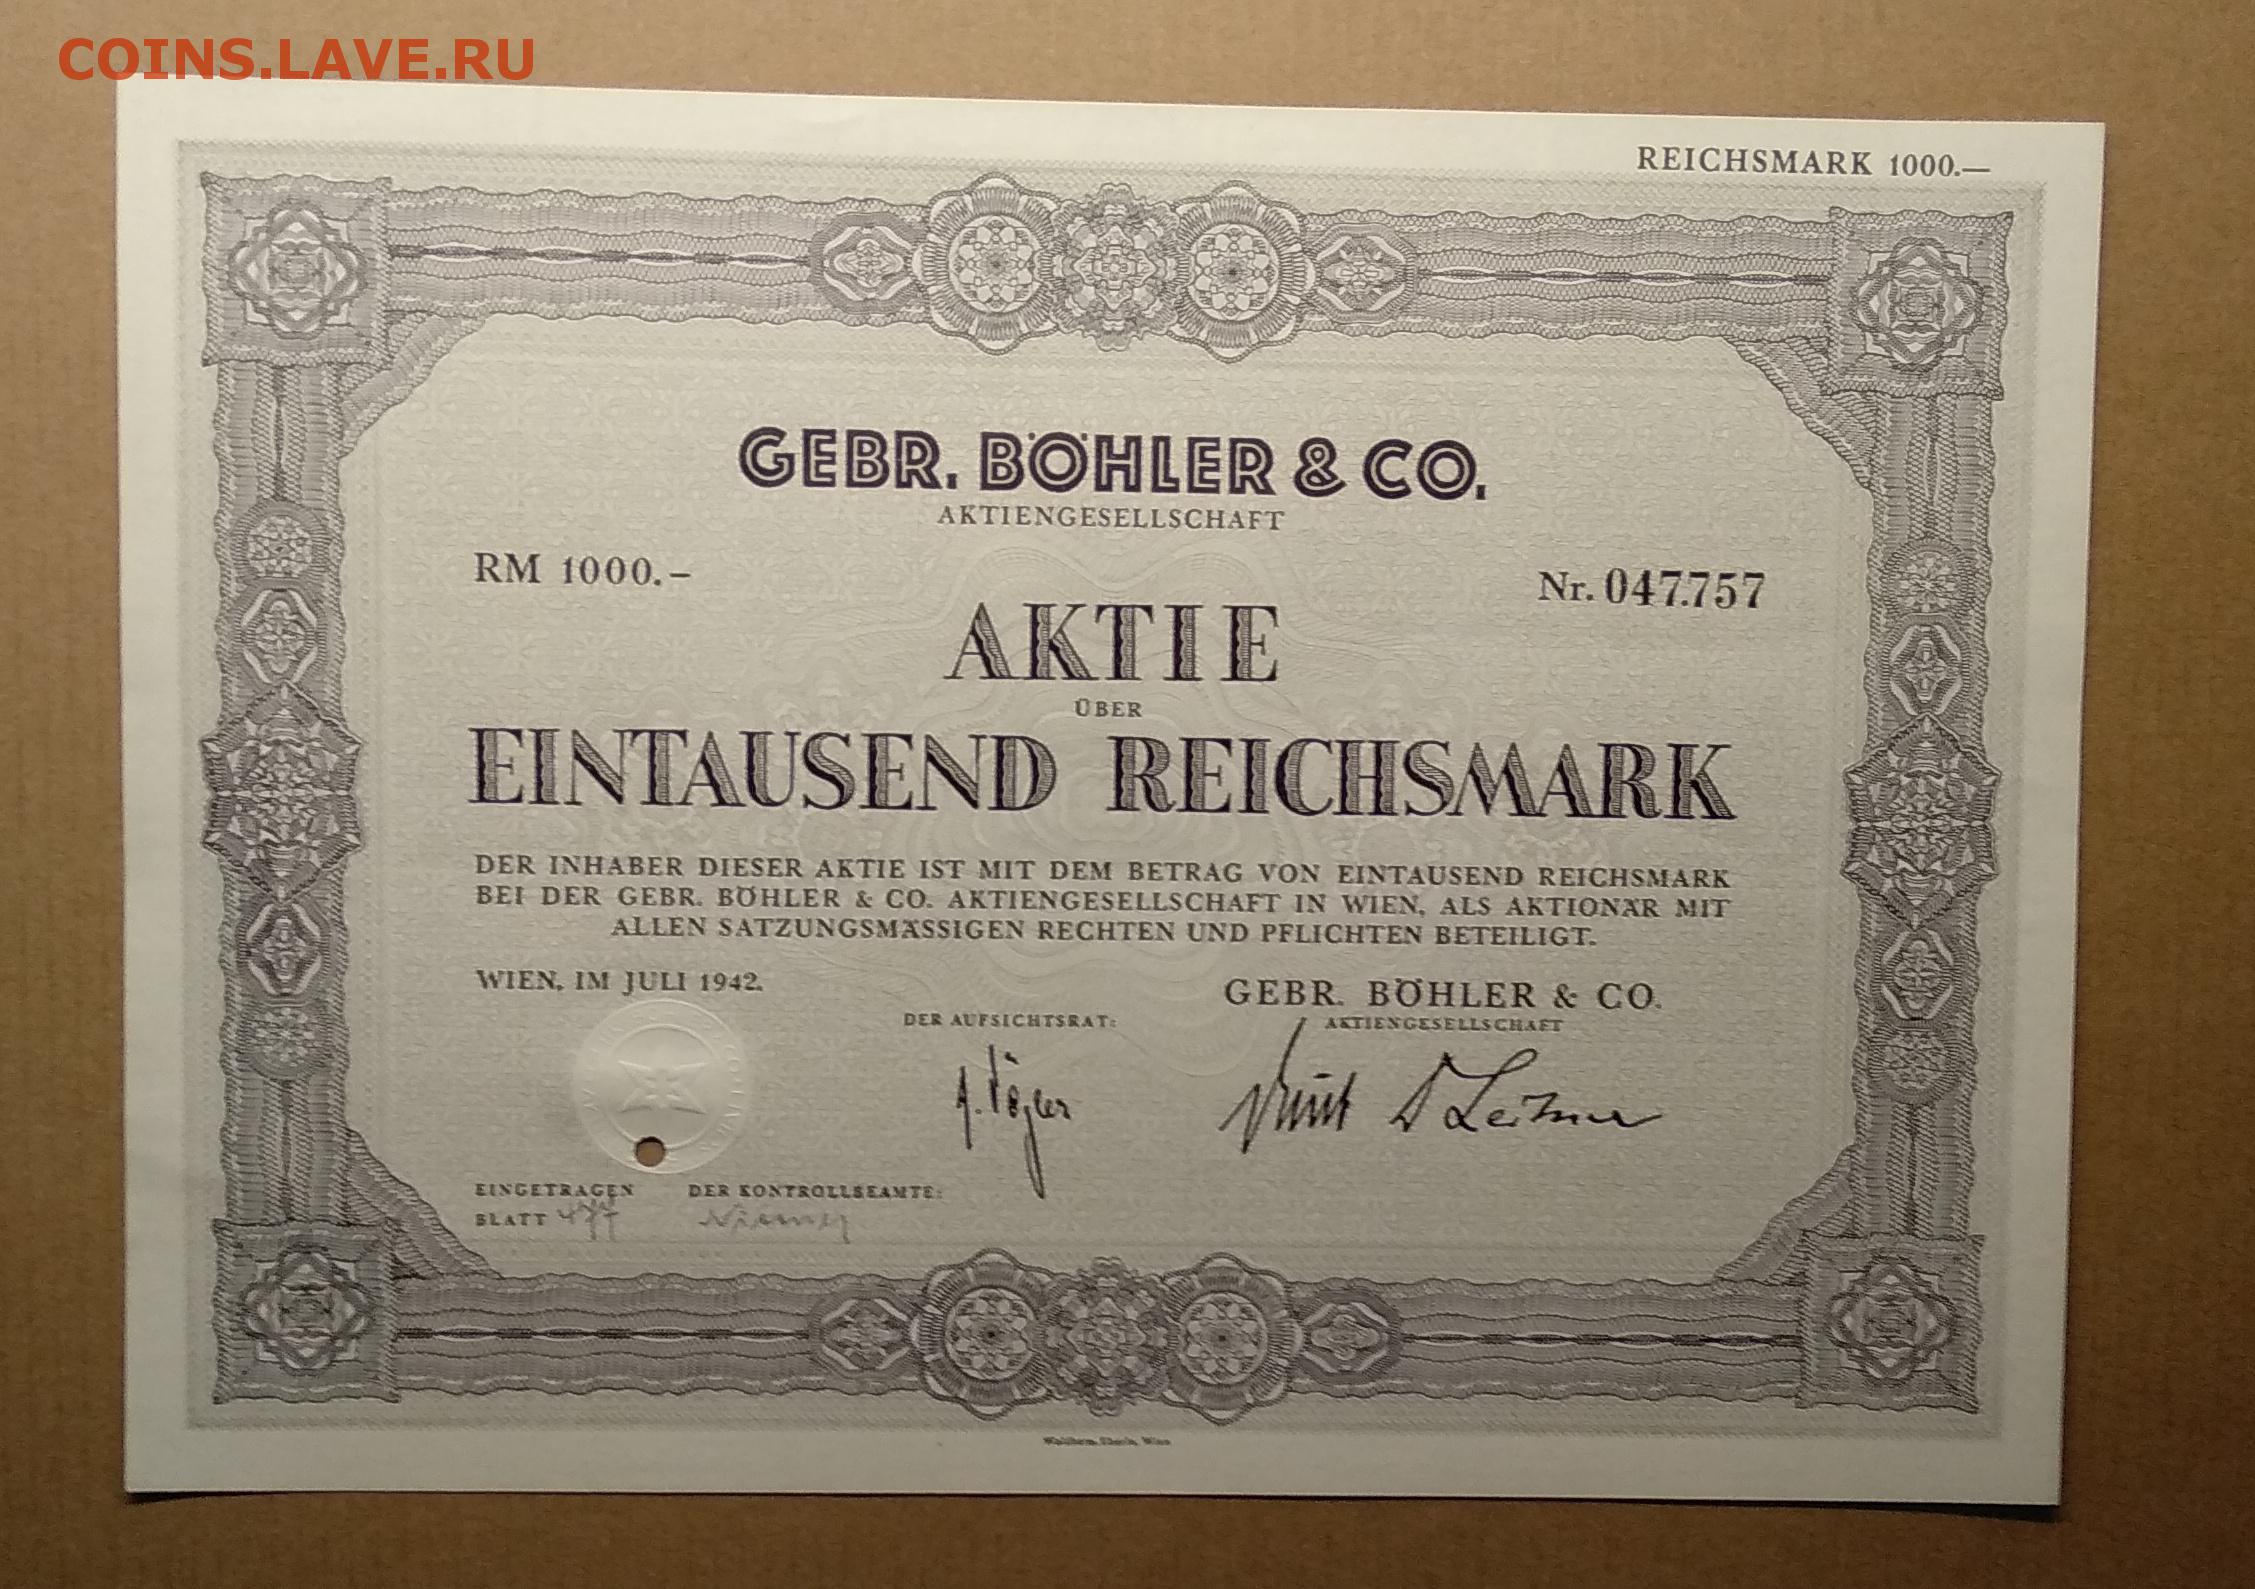 COINS.LAVE.RU
REICHSMARK 1000.—
GEBR. BÖHLER & CO.
AKTIENGESELLSCHAFT
RM 1000.–
Nr. 047.757
AKTIE
ÜBER
EINTAUSEND REICHSMARK
DER INHABER DIESER AKTIE IST MIT DEM BETRAG VON EINTAUSEND REICHSMARK
BEI DER GEBR. BÖHLER & CO. AKTIENGESELLSCHAFT IN WIEN, ALS AKTIONÄR MIT
ALLEN SATZUNGSMÄSSIGEN RECHTEN UND PFLICHTEN BETEILIGT.
WIEN, IM JULI 1942.
GEBR. BÖHLER & CO.
AKTIENGESELLSCHAFT
DER AUFSICHTSRAT:
EINGETRAGEN
DER KONTROLLBEAMTE:
BLATT